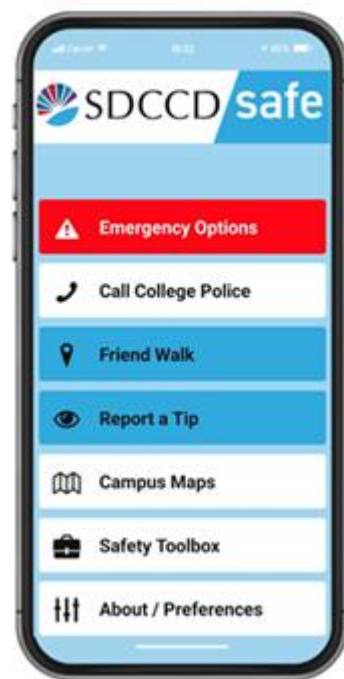 SDCCD safe
Emergency Options
Call College Police
Friend Walk
Report a Tip
Campus Maps
Safety Toolbox
About / Preferences